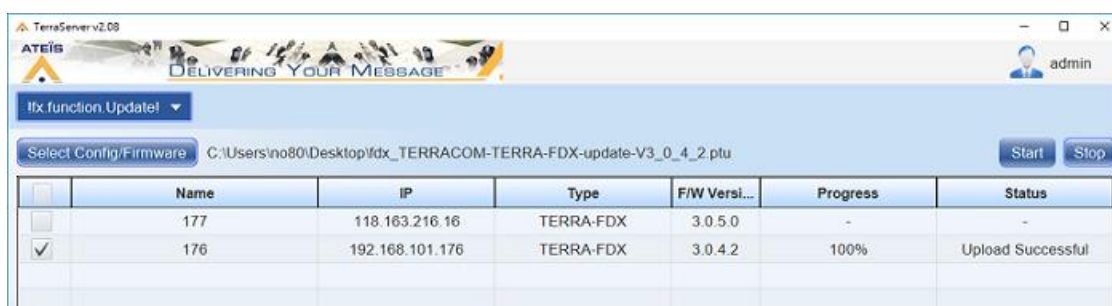 TerraServer v2.08
ATEÏS
DELIVERING YOUR MESSAGE
admin
!fx.function.Update!
Select Config/Firmware C:\Users\no80\Desktop\fdx_TERRACOM-TERRA-FDX-update-V3_0_4_2.ptu Start Stop
Name IP Type F/W Versi... Progress Status
177 118.163.216.16 TERRA-FDX 3.0.5.0 - -
176 192.168.101.176 TERRA-FDX 3.0.4.2 100% Upload Successful